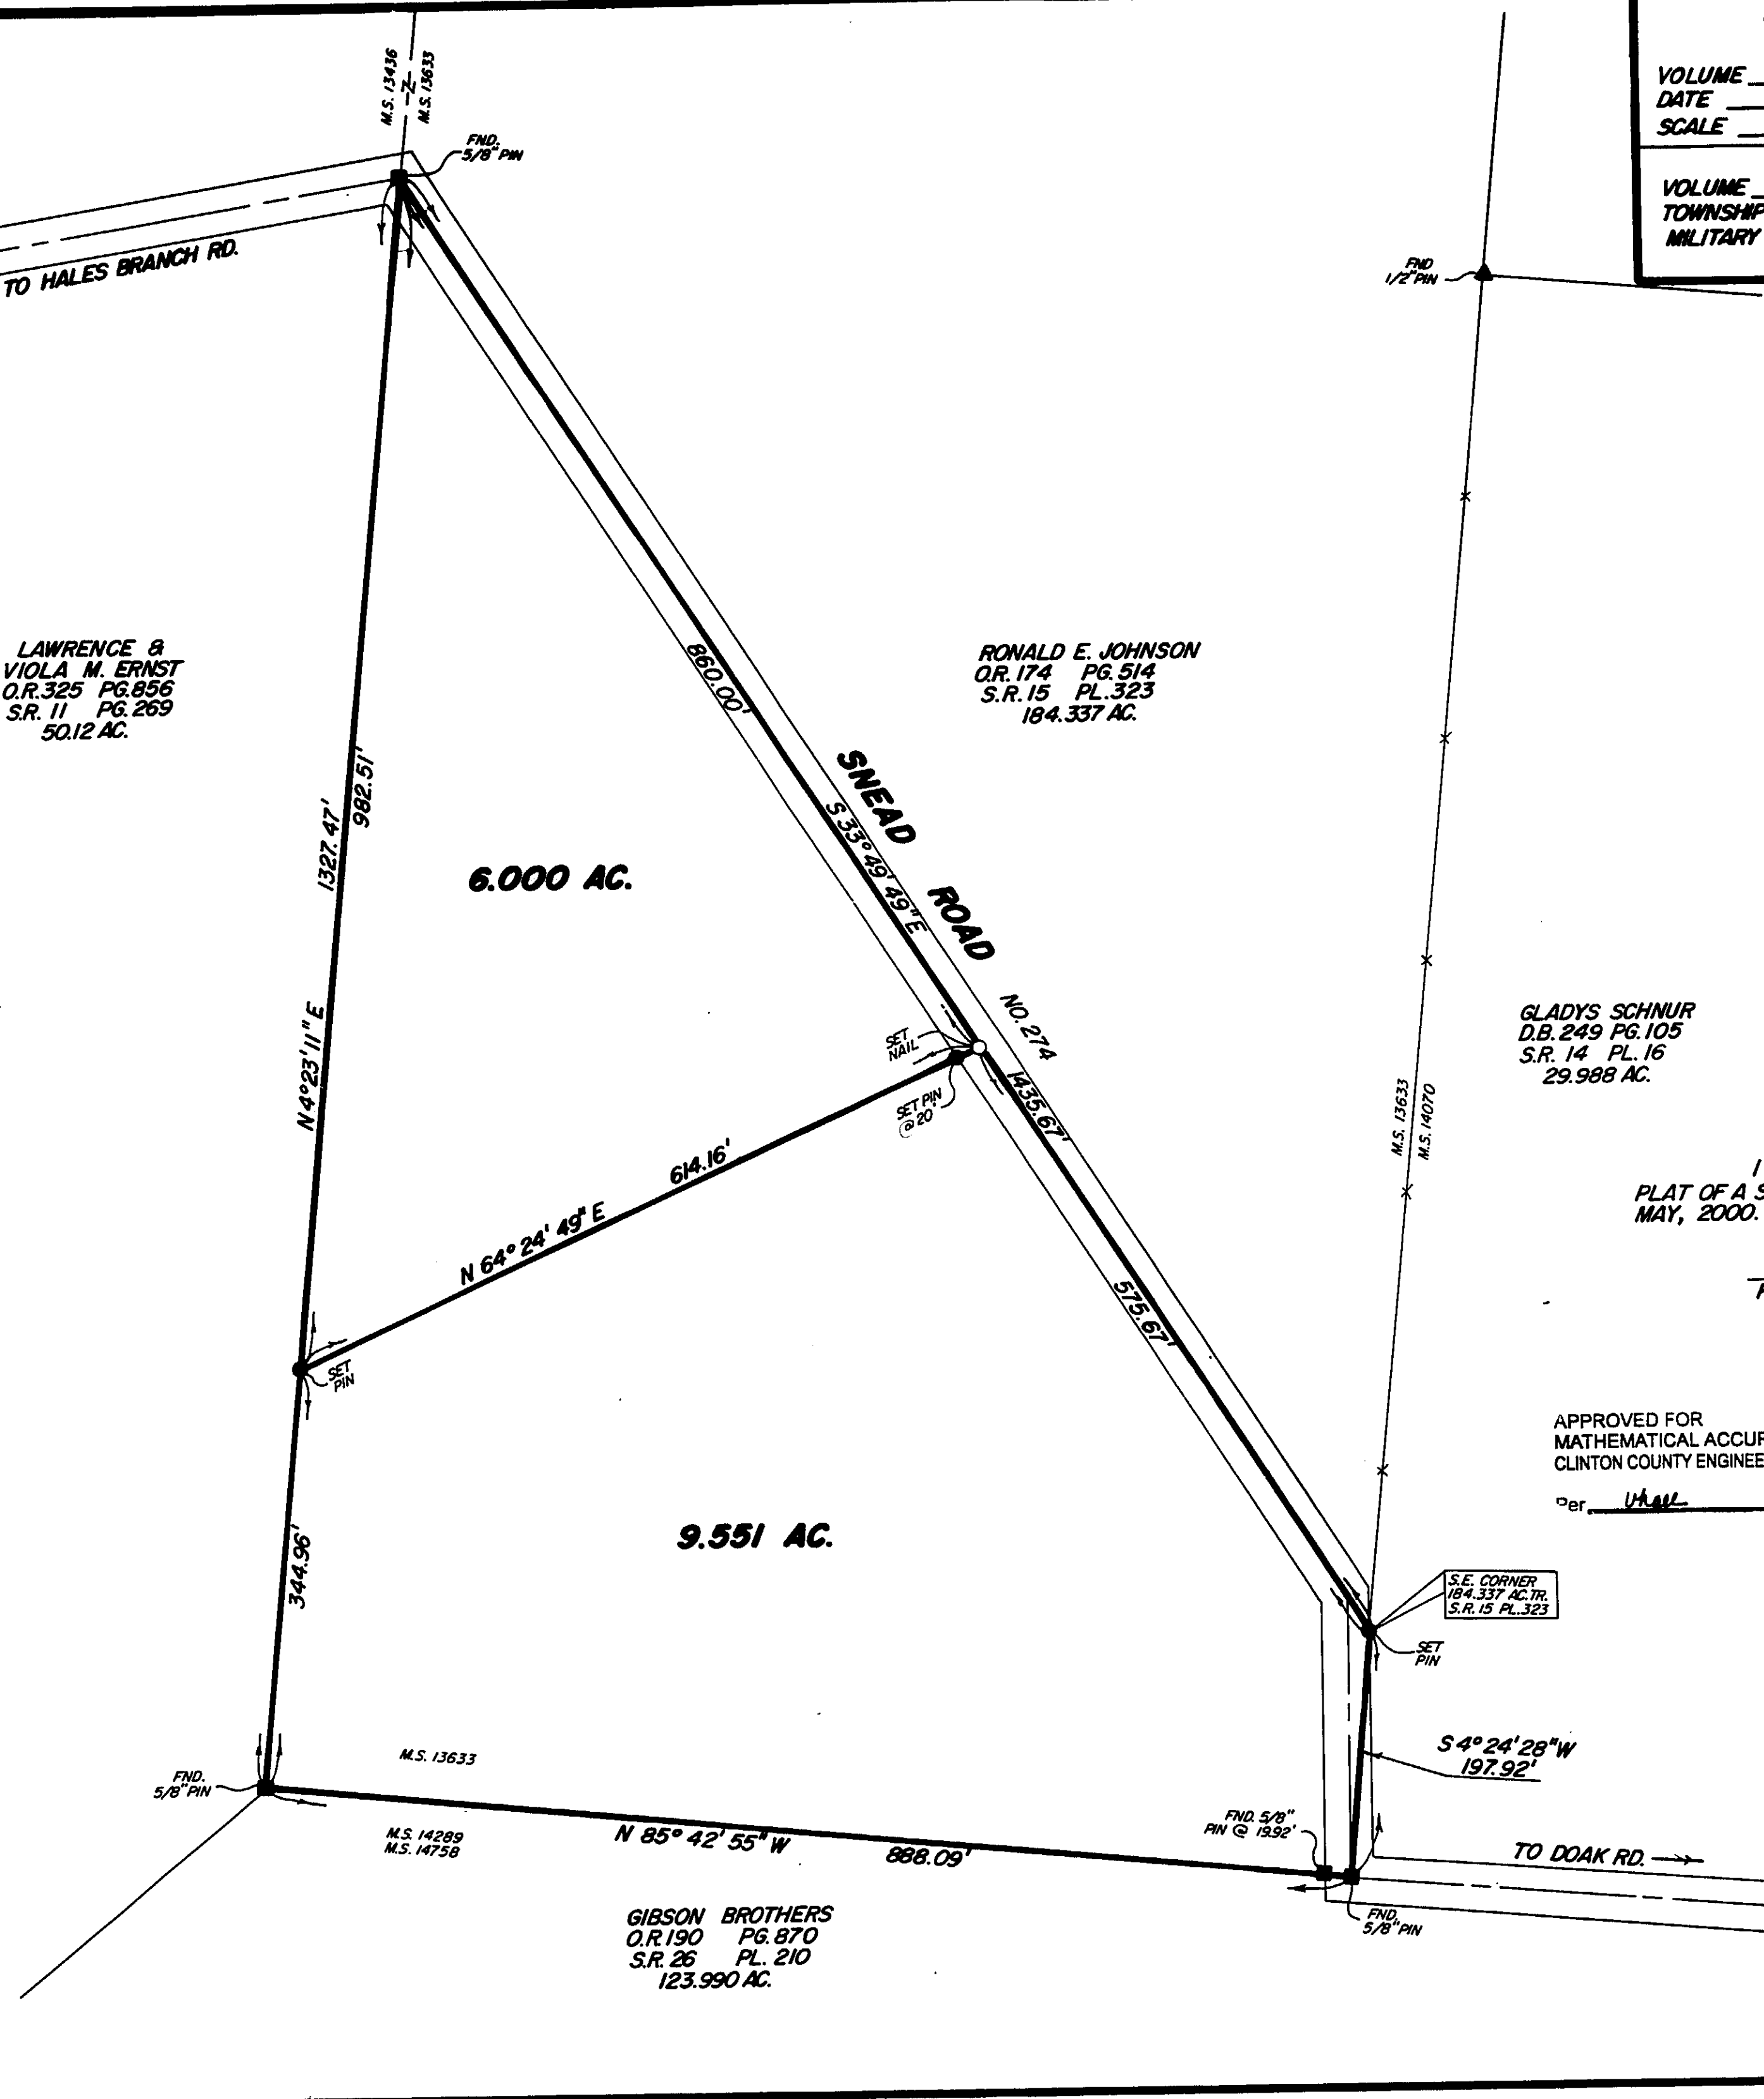 M.S. 13436
-Z-
M.S. 13633
FND.
5/8" PIN
TO HALES BRANCH RD.
VOLUME
DATE
SCALE
VOLUME
TOWNSHIP
MILITARY
FND
1/2" PIN
LAWRENCE &
VIOLA M. ERNST
O.R. 325 PG. 856
S.R. 11 PG. 269
50.12 AC.
RONALD E. JOHNSON
O.R. 174 PG. 514
S.R. 15 PL. 323
184.337 AC.
860.00'
SNEAD ROAD
S 33° 49' 49" E
NO. 274
1327.47'
982.51'
6.000 AC.
N 4° 23' 11" E
SET
NAIL
SET PIN
@ 20'
1435.67'
GLADYS SCHNUR
D.B. 249 PG. 105
S.R. 14 PL. 16
29.988 AC.
M.S. 13633
M.S. 14070
614.16'
N 64° 24' 49" E
I
PLAT OF A S
MAY, 2000.
575.67'
SET
PIN
APPROVED FOR
MATHEMATICAL ACCUR
CLINTON COUNTY ENGINEE
Per
9.551 AC.
344.96'
S.E. CORNER
184.337 AC. TR.
S.R. 15 PL. 323
SET
PIN
S 4° 24' 28" W
197.92'
M.S. 13633
FND.
5/8" PIN
M.S. 14289
M.S. 14758
N 85° 42' 55" W
888.09'
FND. 5/8"
PIN @ 19.92'
TO DOAK RD.
FND.
5/8" PIN
GIBSON BROTHERS
O.R. 190 PG. 870
S.R. 26 PL. 210
123.990 AC.